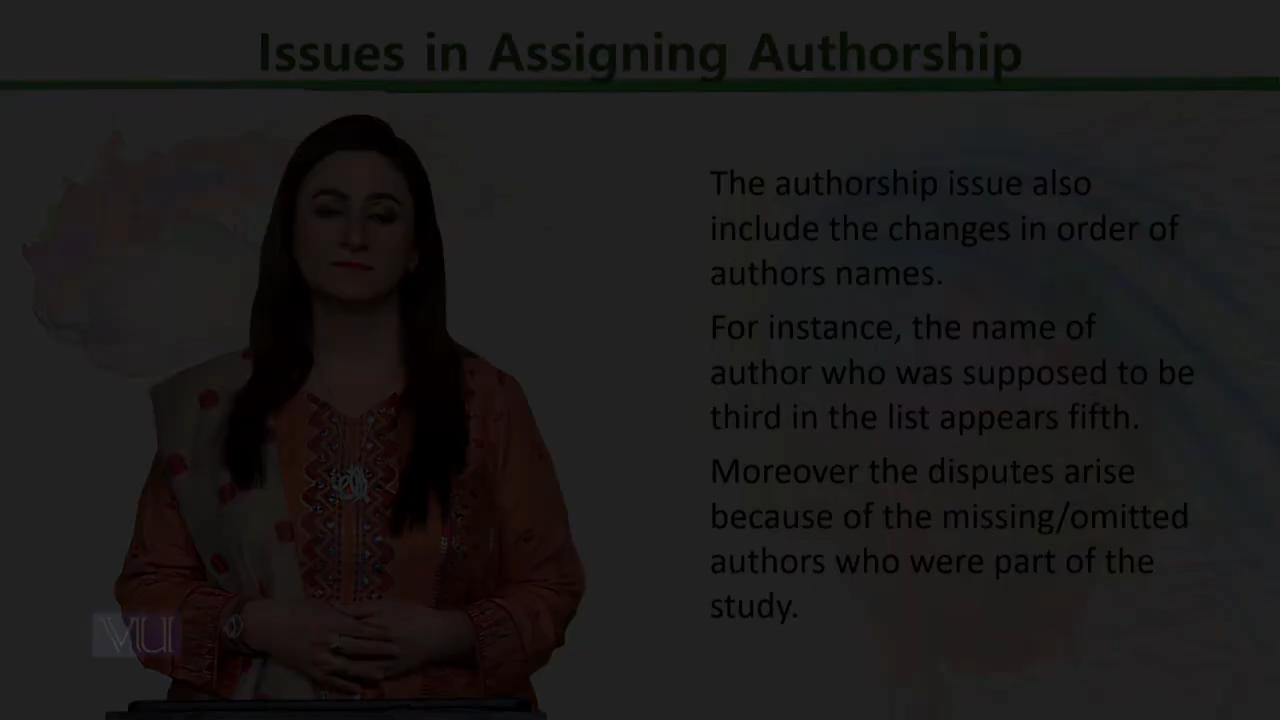 Issues in Assigning Authorship
The authorship issue also
include the changes in order of
authors names.
For instance, the name of
author who was supposed to be
third in the list appears fifth.
Moreover the disputes arise
because of the missing/omitted
authors who were part of the
study.
VU